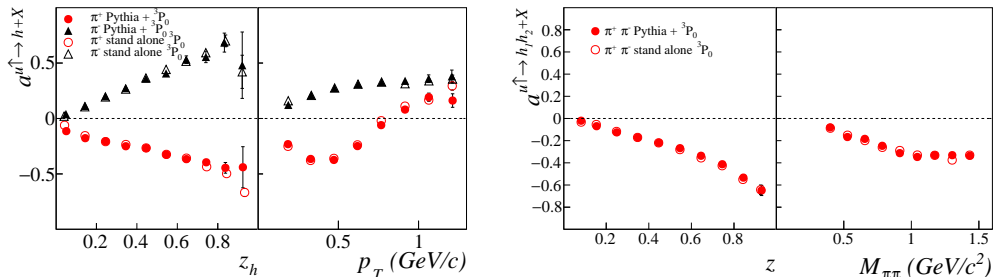 π⁺ Pythia + ³P₀
π⁻ Pythia + ³P₀
π⁺ stand alone ³P₀
π⁻ stand alone ³P₀
a^{u↑ → h+X}
0.5
0
−0.5
0.2 0.4 0.6 0.8
z_h
0.5 1
p_T (GeV/c)
π⁺ π⁻ Pythia + ³P₀
π⁺ π⁻ stand alone ³P₀
a^{u↑ → h₁h₂+X}
0.8
0.6
0.4
0.2
0
−0.2
−0.4
−0.6
−0.8
0.2 0.4 0.6 0.8
z
0.5 1 1.5
M_{ππ} (GeV/c²)